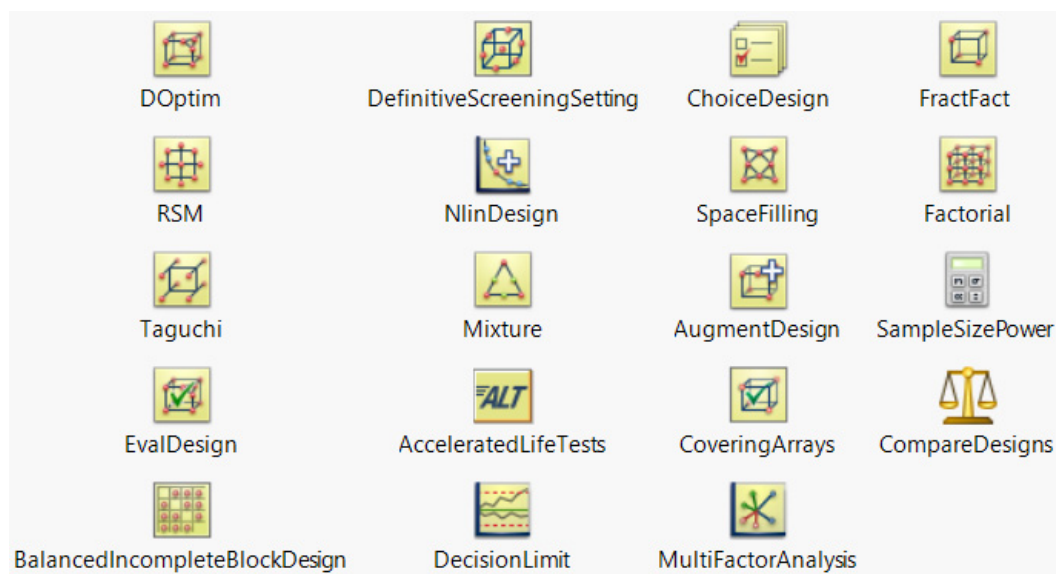 DOptim DefinitiveScreeningSetting ChoiceDesign FractFact
RSM NlinDesign SpaceFilling Factorial
Taguchi Mixture AugmentDesign SampleSizePower
ALT
EvalDesign AcceleratedLifeTests CoveringArrays CompareDesigns
BalancedIncompleteBlockDesign DecisionLimit MultiFactorAnalysis